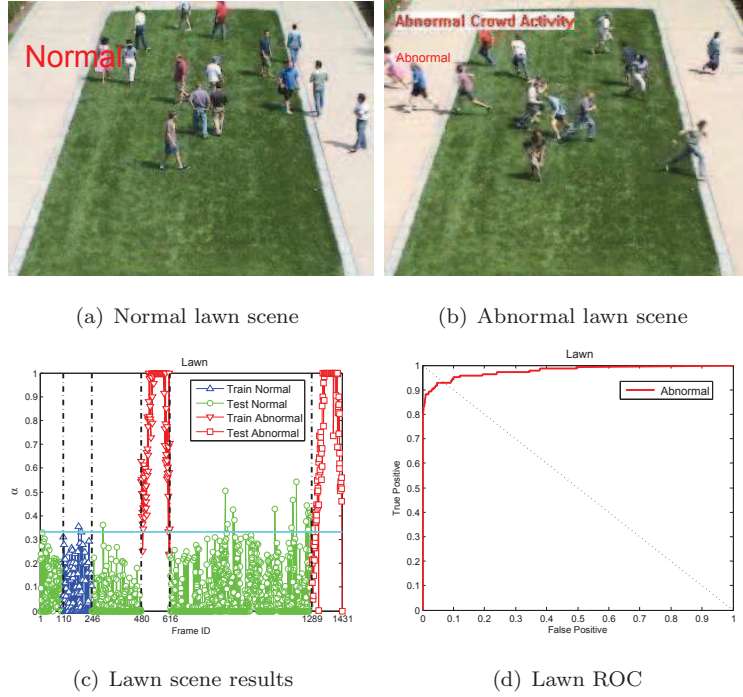 Normal
Abnormal Crowd Activity
Abnormal
(a) Normal lawn scene
(b) Abnormal lawn scene
Lawn
1
0.9
0.8
0.7
0.6
0.5
0.4
0.3
0.2
0.1
0
α
Train Normal
Test Normal
Train Abnormal
Test Abnormal
1 110 246 480 616 1289 1431
Frame ID
(c) Lawn scene results
Lawn
1
0.9
0.8
0.7
0.6
0.5
0.4
0.3
0.2
0.1
0
True Positive
Abnormal
0 0.1 0.2 0.3 0.4 0.5 0.6 0.7 0.8 0.9 1
False Positive
(d) Lawn ROC